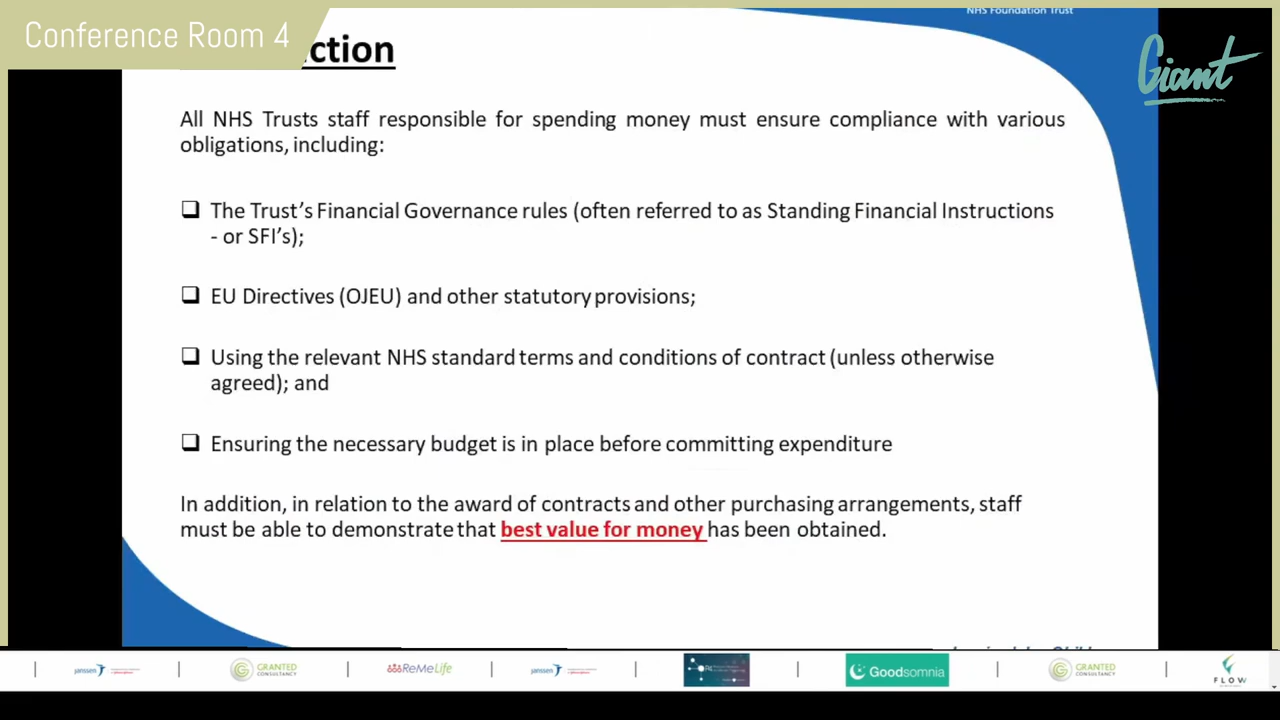 NHS Foundation Trust
Conference Room 4
ction
Giant
All NHS Trusts staff responsible for spending money must ensure compliance with various
obligations, including:
❑ The Trust's Financial Governance rules (often referred to as Standing Financial Instructions
- or SFI's);
❑ EU Directives (OJEU) and other statutory provisions;
❑ Using the relevant NHS standard terms and conditions of contract (unless otherwise
agreed); and
❑ Ensuring the necessary budget is in place before committing expenditure
In addition, in relation to the award of contracts and other purchasing arrangements, staff
must be able to demonstrate that best value for money has been obtained.
janssen
GRANTED
CONSULTANCY
ReMeLife
janssen
Goodsomnia
GRANTED
CONSULTANCY
FLOW